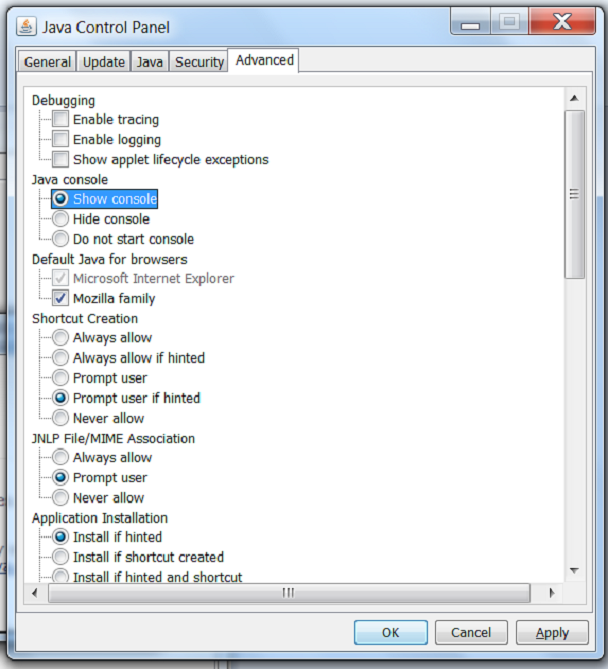 Java Control Panel
General Update Java Security Advanced
Debugging
Enable tracing
Enable logging
Show applet lifecycle exceptions
Java console
Show console
Hide console
Do not start console
Default Java for browsers
Microsoft Internet Explorer
Mozilla family
Shortcut Creation
Always allow
Always allow if hinted
Prompt user
Prompt user if hinted
Never allow
JNLP File/MIME Association
Always allow
Prompt user
Never allow
Application Installation
Install if hinted
Install if shortcut created
Install if hinted and shortcut
OK Cancel Apply